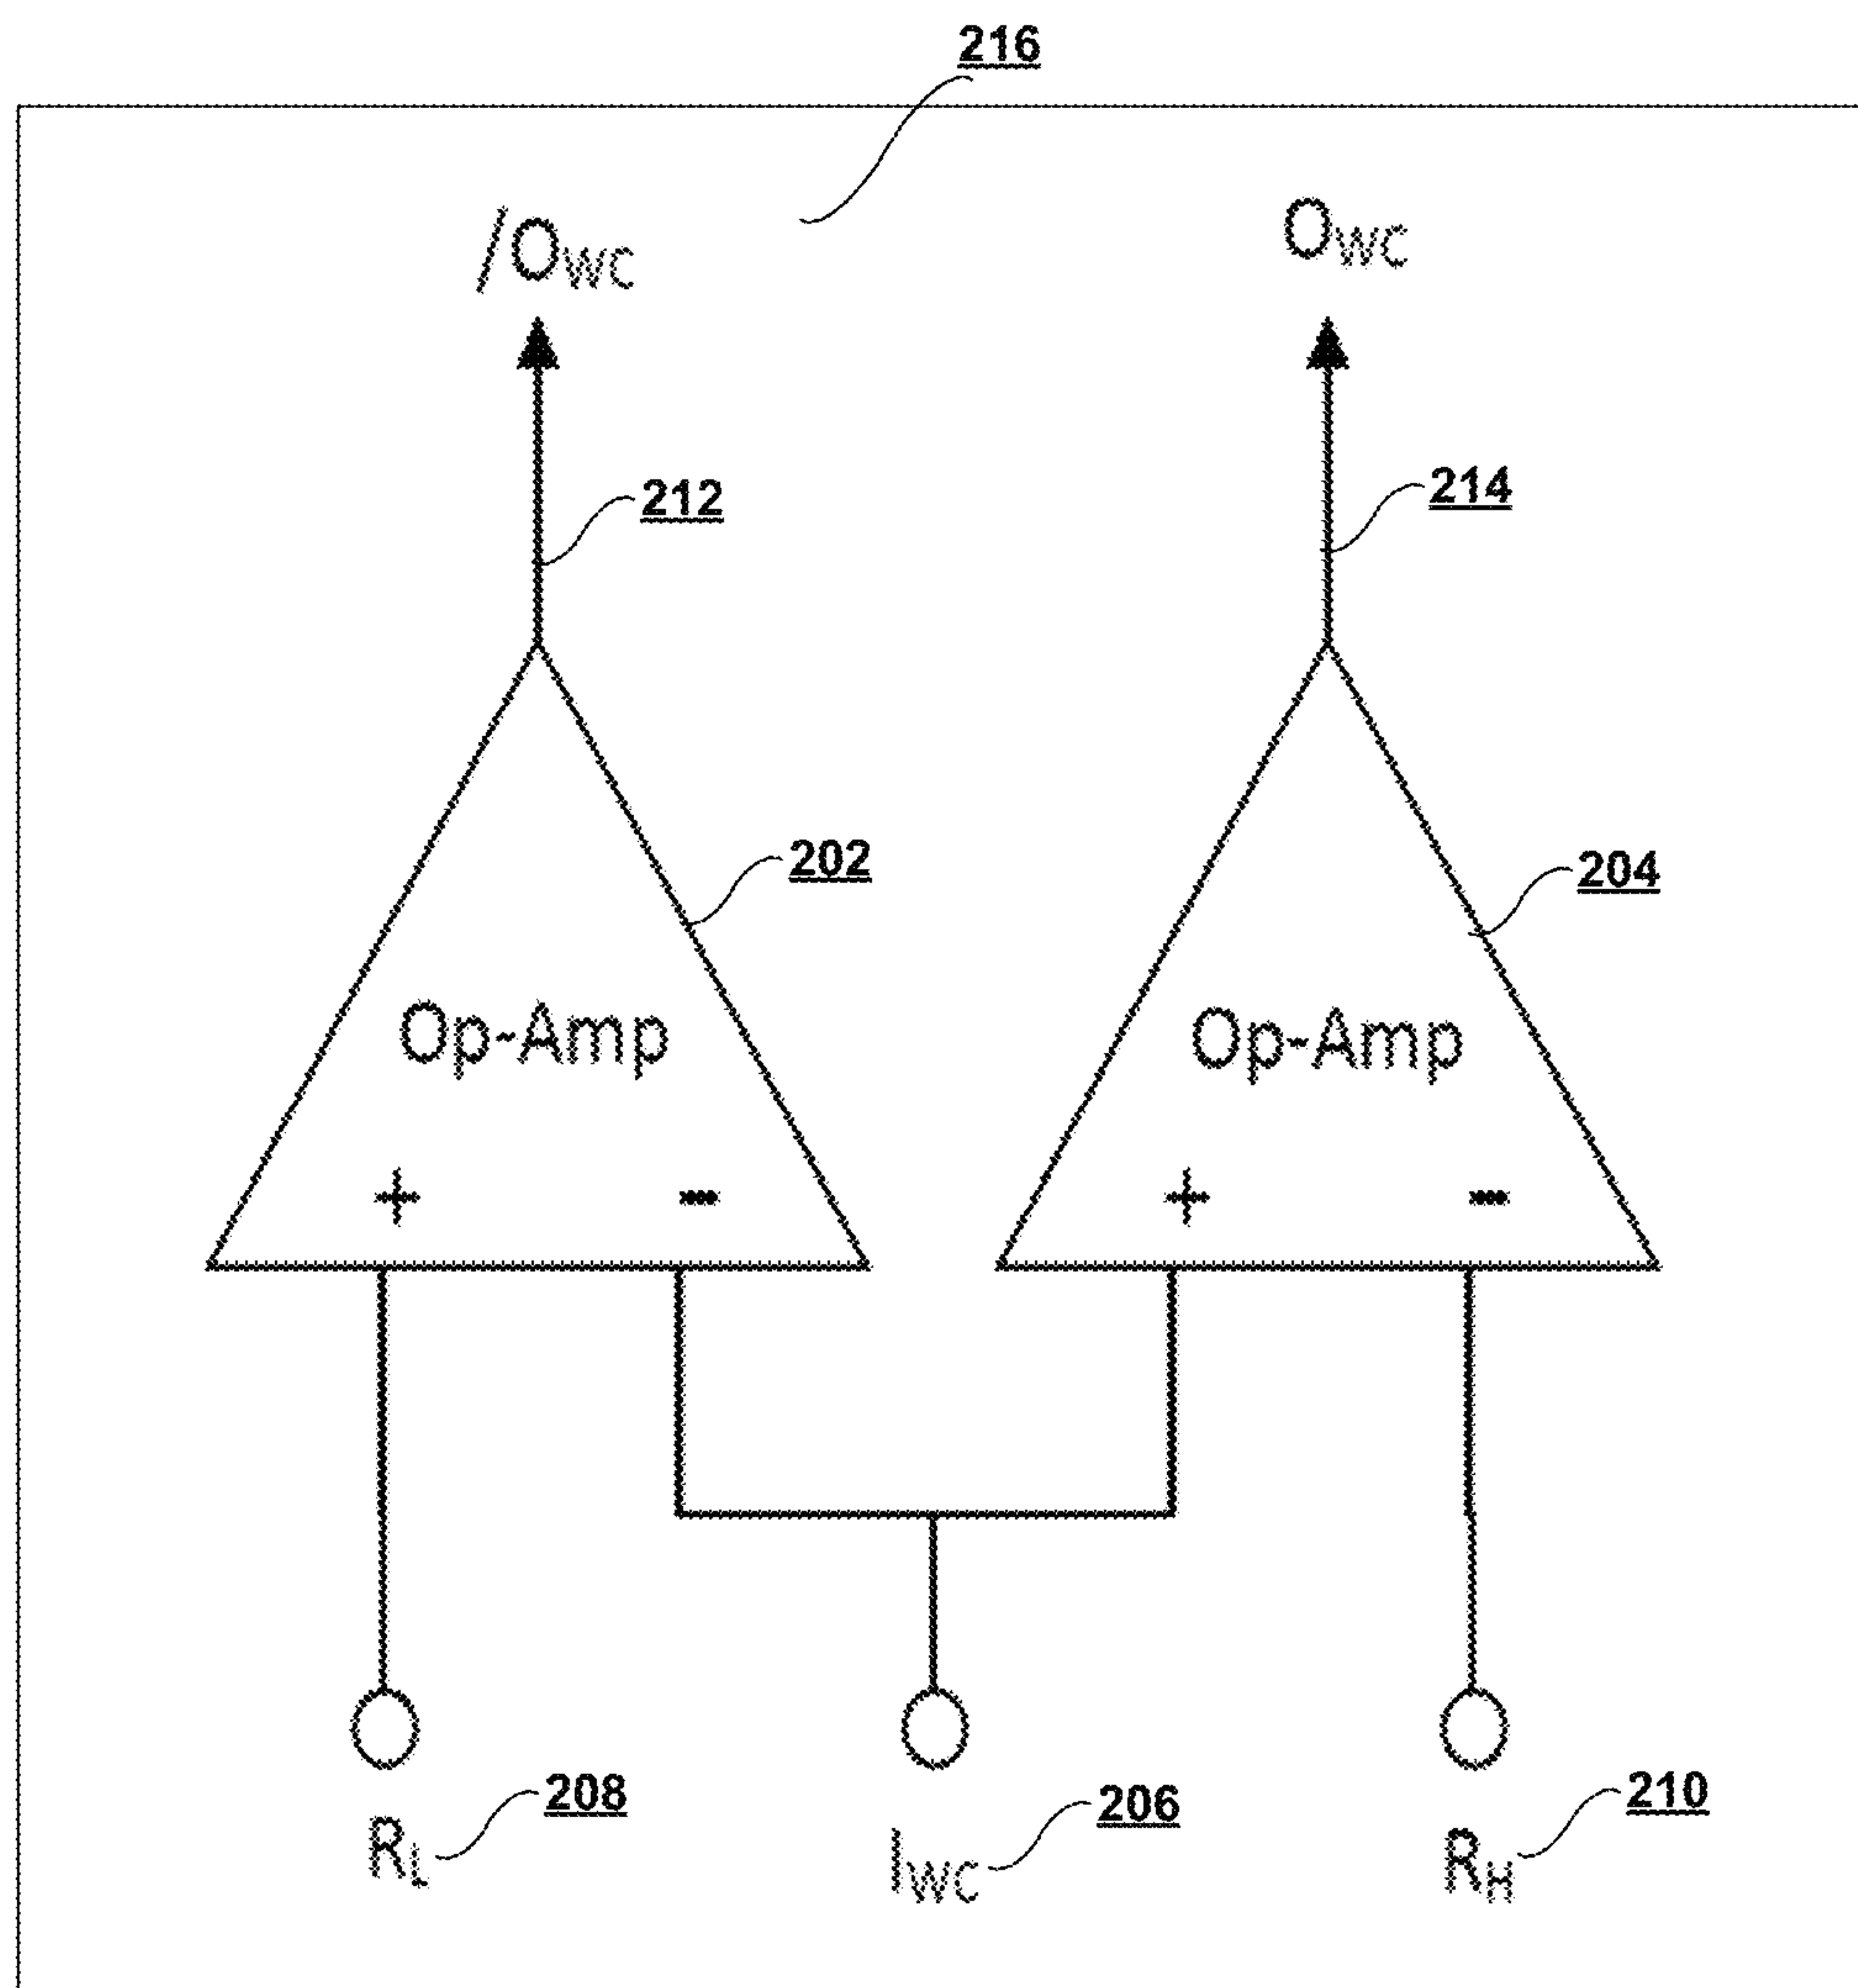 216
/OWC
OWC
212
214
202
204
Op-Amp
Op-Amp
+
-
+
-
208
206
210
RL
IWC
RH